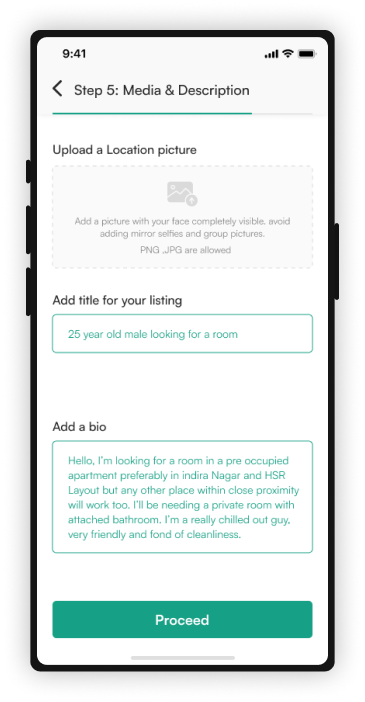 9:41
Step 5: Media & Description
Upload a Location picture
Add a picture with your face completely visible. avoid
adding mirror selfies and group pictures.
PNG ,JPG are allowed
Add title for your listing
25 year old male looking for a room
Add a bio
Hello, I'm looking for a room in a pre occupied
apartment preferably in indira Nagar and HSR
Layout but any other place within close proximity
will work too. I'll be needing a private room with
attached bathroom. I'm a really chilled out guy,
very friendly and fond of cleanliness.
Proceed